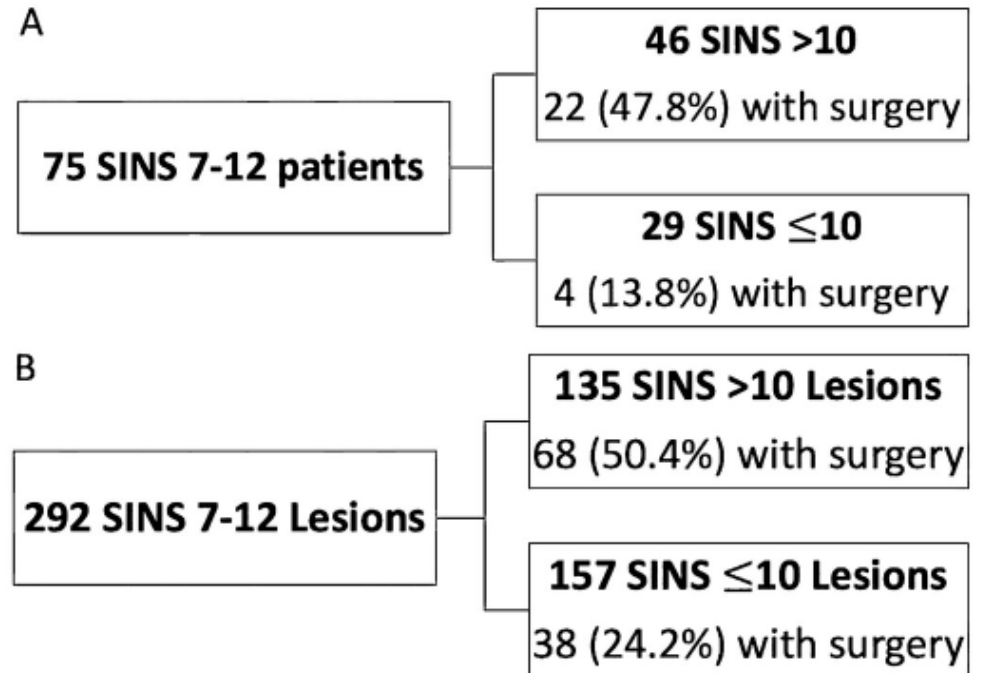 A
75 SINS 7-12 patients
46 SINS >10
22 (47.8%) with surgery
29 SINS ≤10
4 (13.8%) with surgery
B
292 SINS 7-12 Lesions
135 SINS >10 Lesions
68 (50.4%) with surgery
157 SINS ≤10 Lesions
38 (24.2%) with surgery